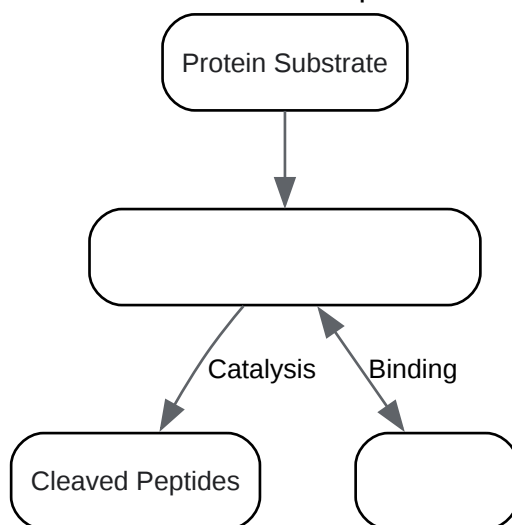 Protein Substrate
Catalysis
Binding
Cleaved Peptides